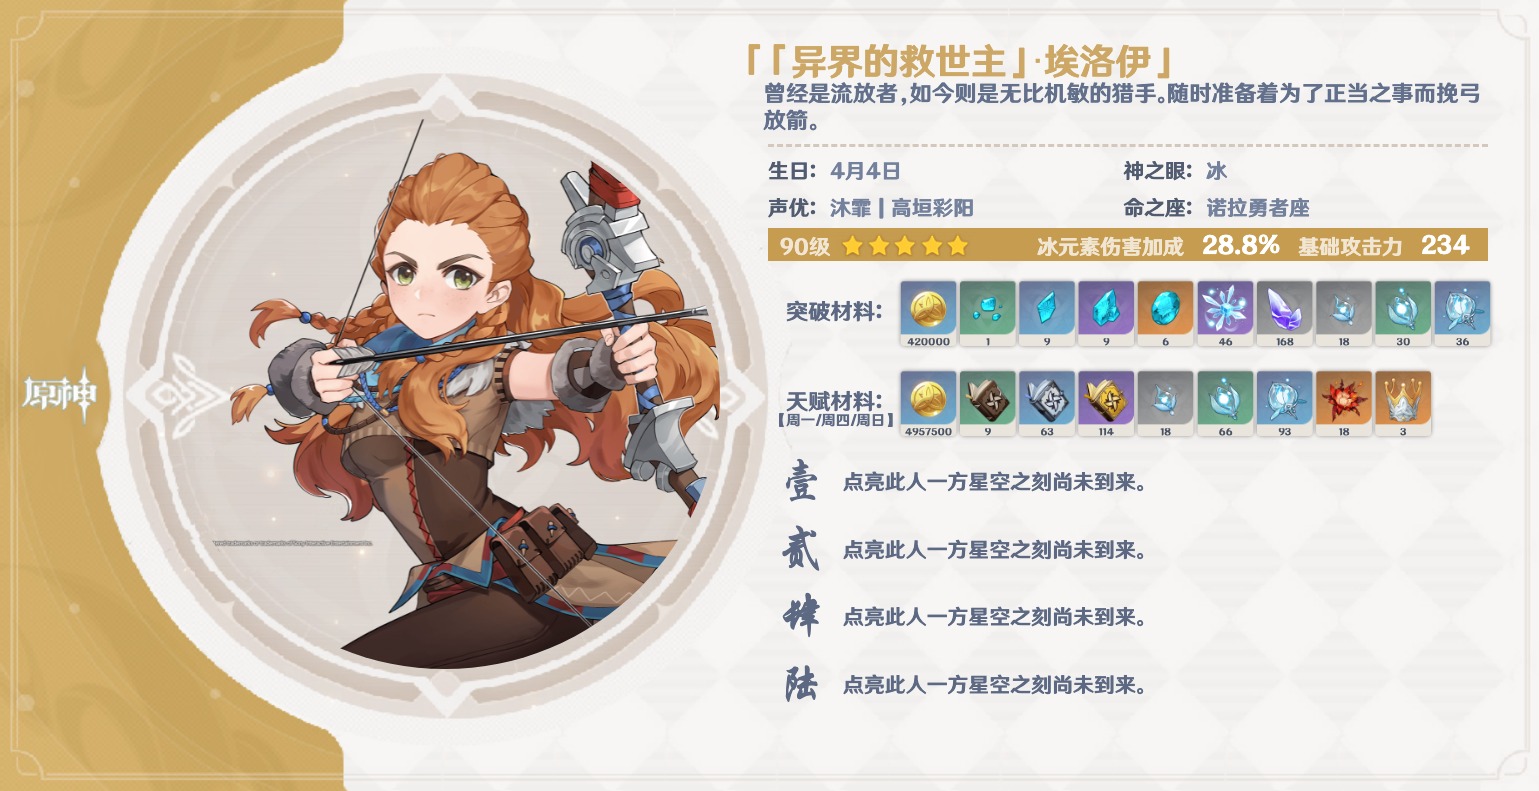 「「异界的救世主」·埃洛伊」
曾经是流放者,如今则是无比机敏的猎手。随时准备着为了正当之事而挽弓
放箭。
生日: 4月4日 神之眼: 冰
声优: 沐霏 | 高垣彩阳 命之座: 诺拉勇者座
90级 冰元素伤害加成 28.8% 基础攻击力 234
突破材料:
420000 1 9 9 6 46 168 18 30 36
原神
天赋材料:
【周一/周四/周日】
4957500 9 63 114 18 66 93 18 3
壹 点亮此人一方星空之刻尚未到来。
贰 点亮此人一方星空之刻尚未到来。
肆 点亮此人一方星空之刻尚未到来。
陆 点亮此人一方星空之刻尚未到来。